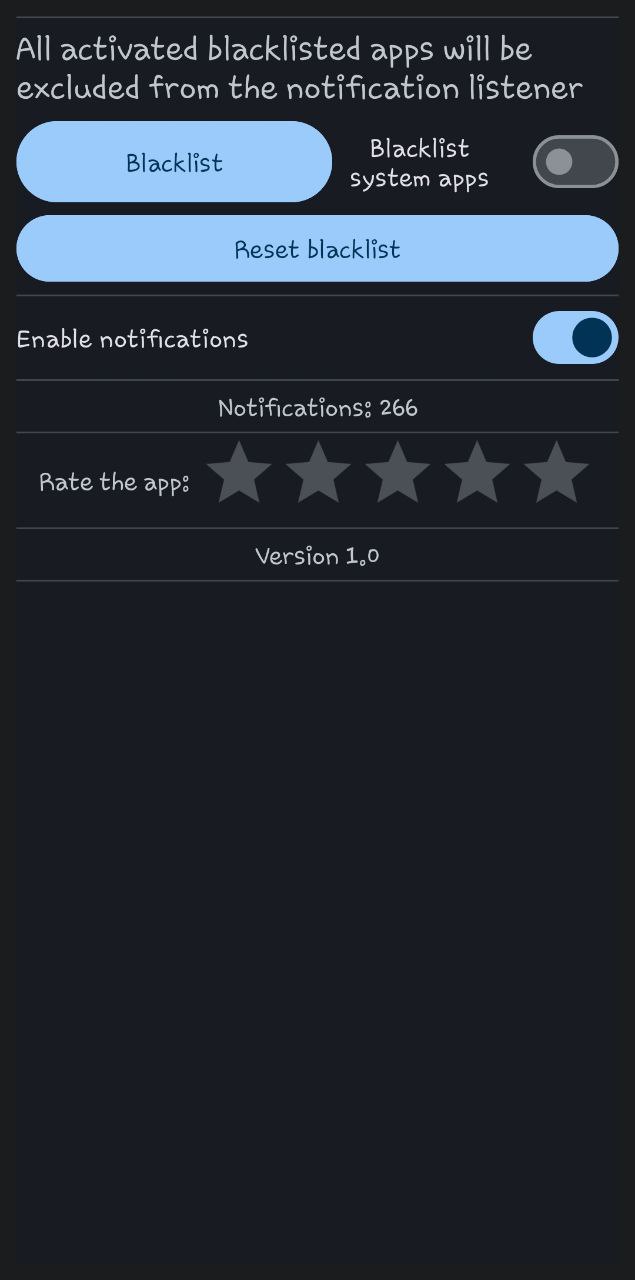 All activated blacklisted apps will be
excluded from the notification listener
Blacklist
Blacklist
system apps
Reset blacklist
Enable notifications
Notifications: 266
Rate the app:
Version 1.0